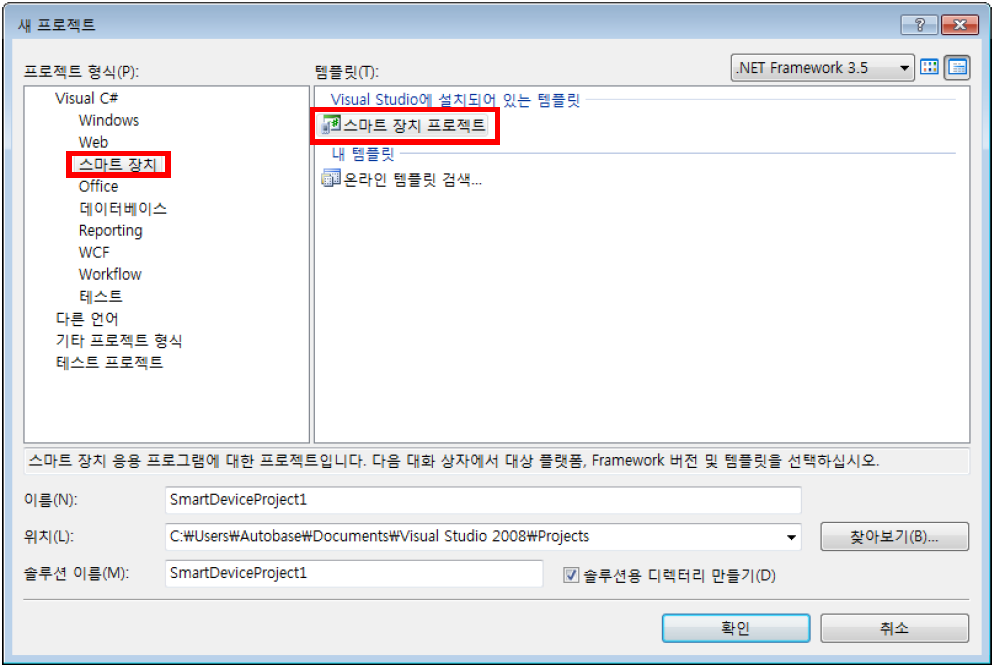 새 프로젝트
프로젝트 형식(P):
템플릿(T):
.NET Framework 3.5
Visual C#
Windows
Web
스마트 장치
Office
데이터베이스
Reporting
WCF
Workflow
테스트
다른 언어
기타 프로젝트 형식
테스트 프로젝트
Visual Studio에 설치되어 있는 템플릿
스마트 장치 프로젝트
내 템플릿
온라인 템플릿 검색...
스마트 장치 응용 프로그램에 대한 프로젝트입니다. 다음 대화 상자에서 대상 플랫폼, Framework 버전 및 템플릿을 선택하십시오.
이름(N):
SmartDeviceProject1
위치(L):
C:₩Users₩Autobase₩Documents₩Visual Studio 2008₩Projects
찾아보기(B)...
솔루션 이름(M):
SmartDeviceProject1
솔루션용 디렉터리 만들기(D)
확인
취소